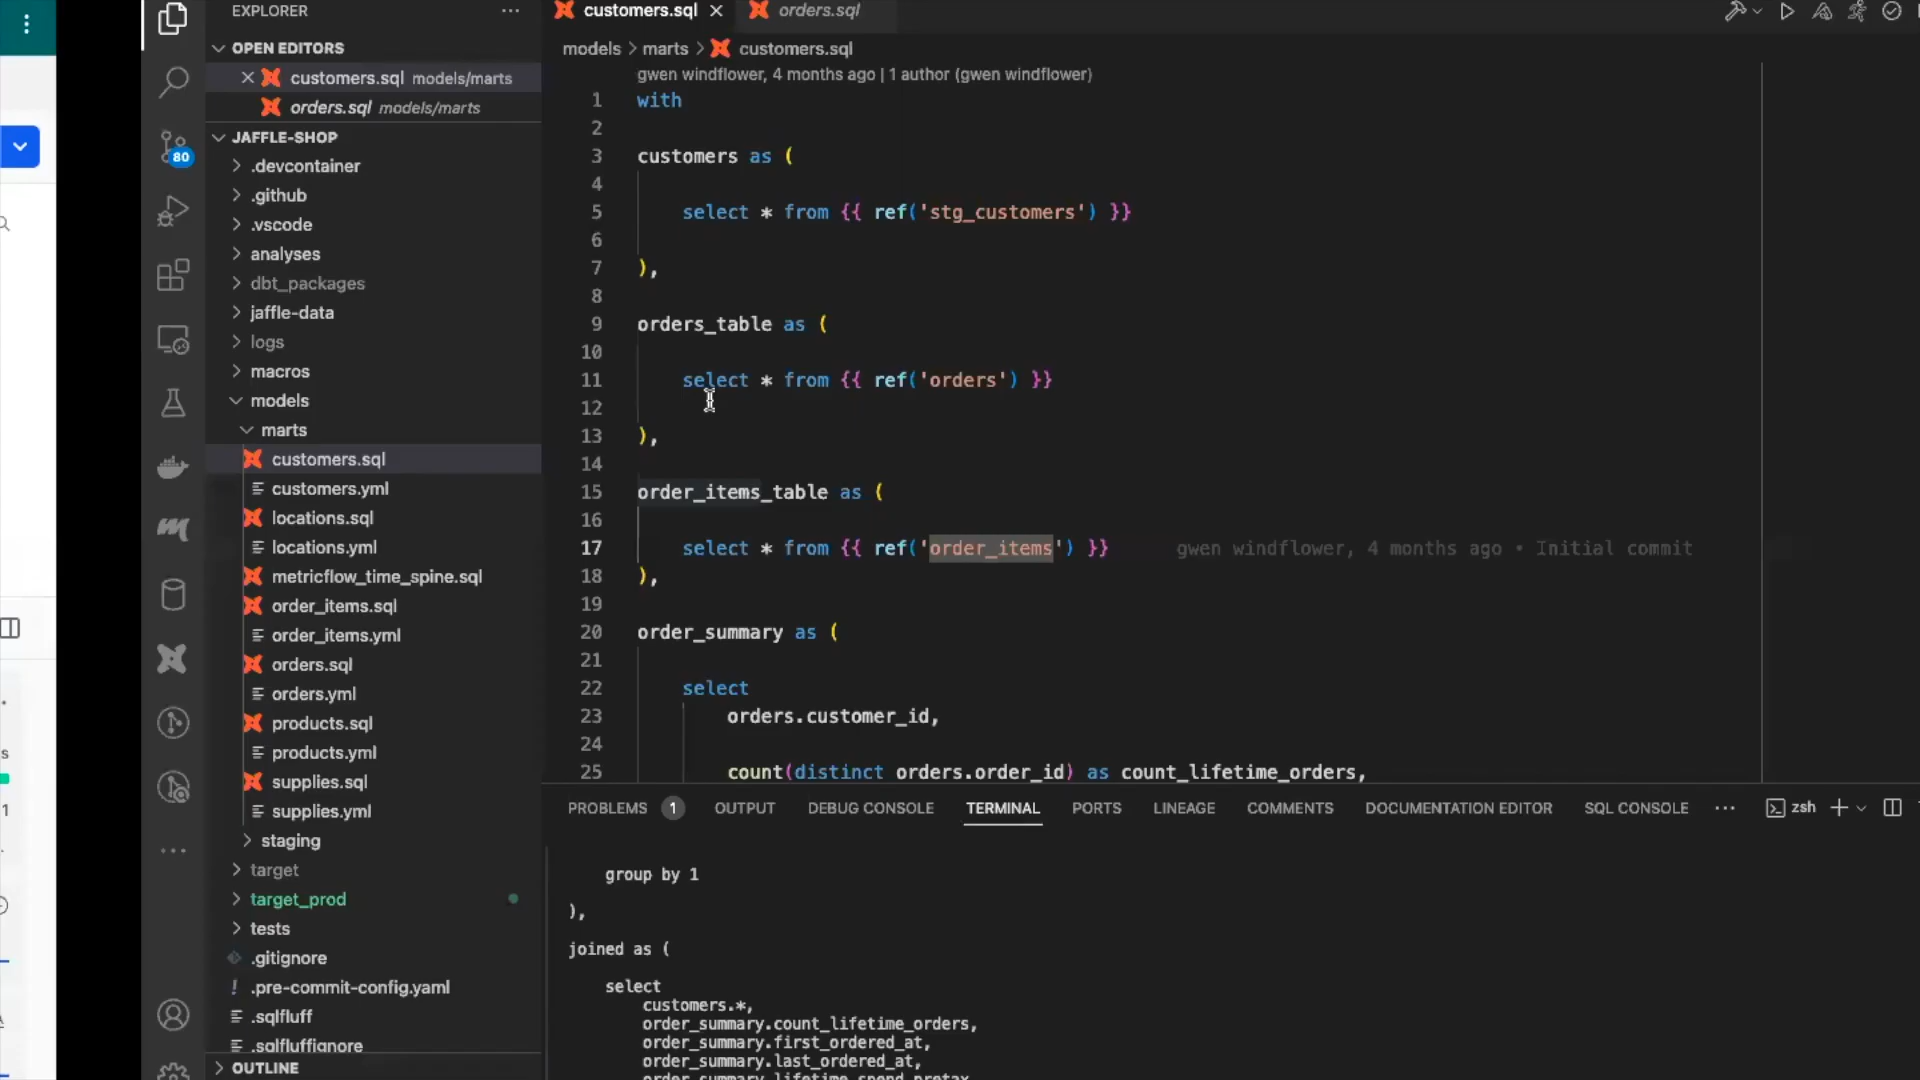 EXPLORER
OPEN EDITORS
customers.sql models/marts
orders.sql models/marts
JAFFLE-SHOP
.devcontainer
.github
.vscode
analyses
dbt_packages
jaffle-data
logs
macros
models
marts
customers.sql
customers.yml
locations.sql
locations.yml
metricflow_time_spine.sql
order_items.sql
order_items.yml
orders.sql
orders.yml
products.sql
products.yml
supplies.sql
supplies.yml
staging
target
target_prod
tests
.gitignore
! .pre-commit-config.yaml
.sqlfluff
.sqlfluffignore
OUTLINE
80
customers.sql
orders.sql
models > marts > customers.sql
gwen windflower, 4 months ago | 1 author (gwen windflower)
1 with
2
3 customers as (
4
5 select * from {{ ref('stg_customers') }}
6
7 ),
8
9 orders_table as (
10
11 select * from {{ ref('orders') }}
12
13 ),
14
15 order_items_table as (
16
17 select * from {{ ref('order_items') }} gwen windflower, 4 months ago • Initial commit
18 ),
19
20 order_summary as (
21
22 select
23 orders.customer_id,
24
25 count(distinct orders.order_id) as count_lifetime_orders,
PROBLEMS 1 OUTPUT DEBUG CONSOLE TERMINAL PORTS LINEAGE COMMENTS DOCUMENTATION EDITOR SQL CONSOLE ... zsh
group by 1
),
joined as (
select
customers.*,
order_summary.count_lifetime_orders,
order_summary.first_ordered_at,
order_summary.last_ordered_at,
order_summary.lifetime_spend_pretax